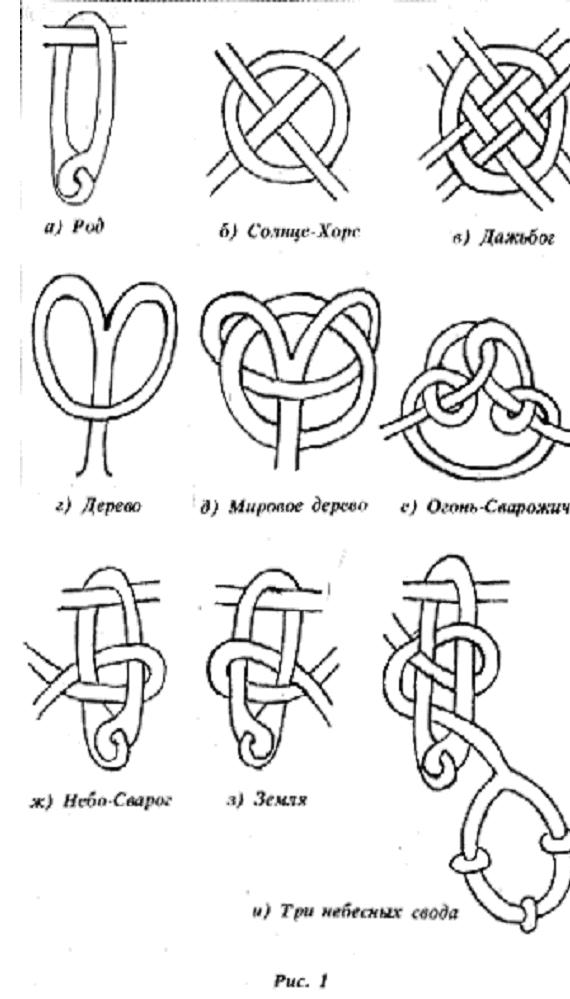 а) Род
б) Солнце-Хорс
в) Дажьбог
г) Дерево
д) Мировое дерево
е) Огонь-Сварожич
ж) Небо-Сварог
з) Земля
и) Три небесных свода
Рис. 1